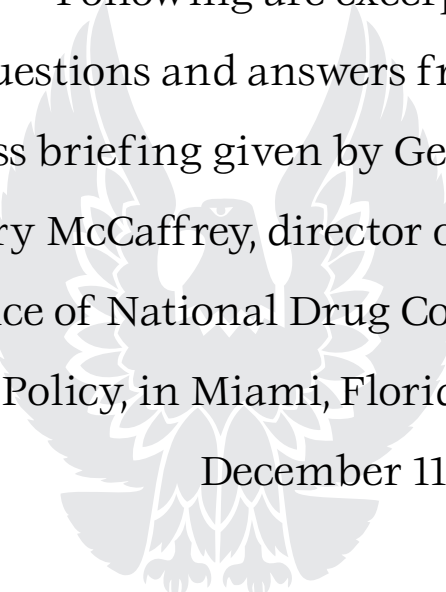 Following are excerp
uestions and answers fr
ss briefing given by Ge
ry McCaffrey, director o
ce of National Drug Co
Policy, in Miami, Florid
December 11